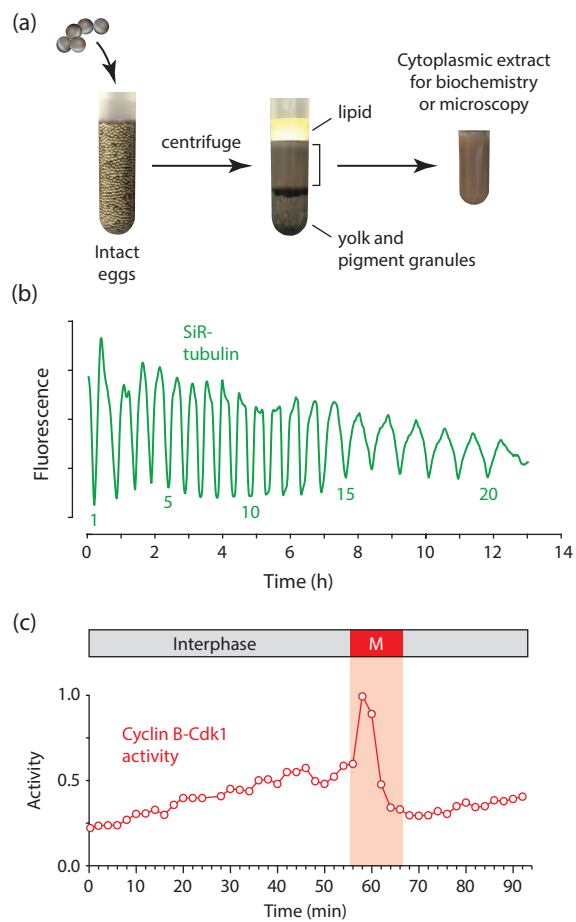 (a)
centrifuge
Intact
eggs
lipid
yolk and
pigment granules
Cytoplasmic extract
for biochemistry
or microscopy
(b)
SiR-
tubulin
Fluorescence
1
5
10
15
20
0 2 4 6 8 10 12 14
Time (h)
(c)
Interphase M
1.0
Cyclin B-Cdk1
activity
Activity
0.5
0.0
0 10 20 30 40 50 60 70 80 90
Time (min)